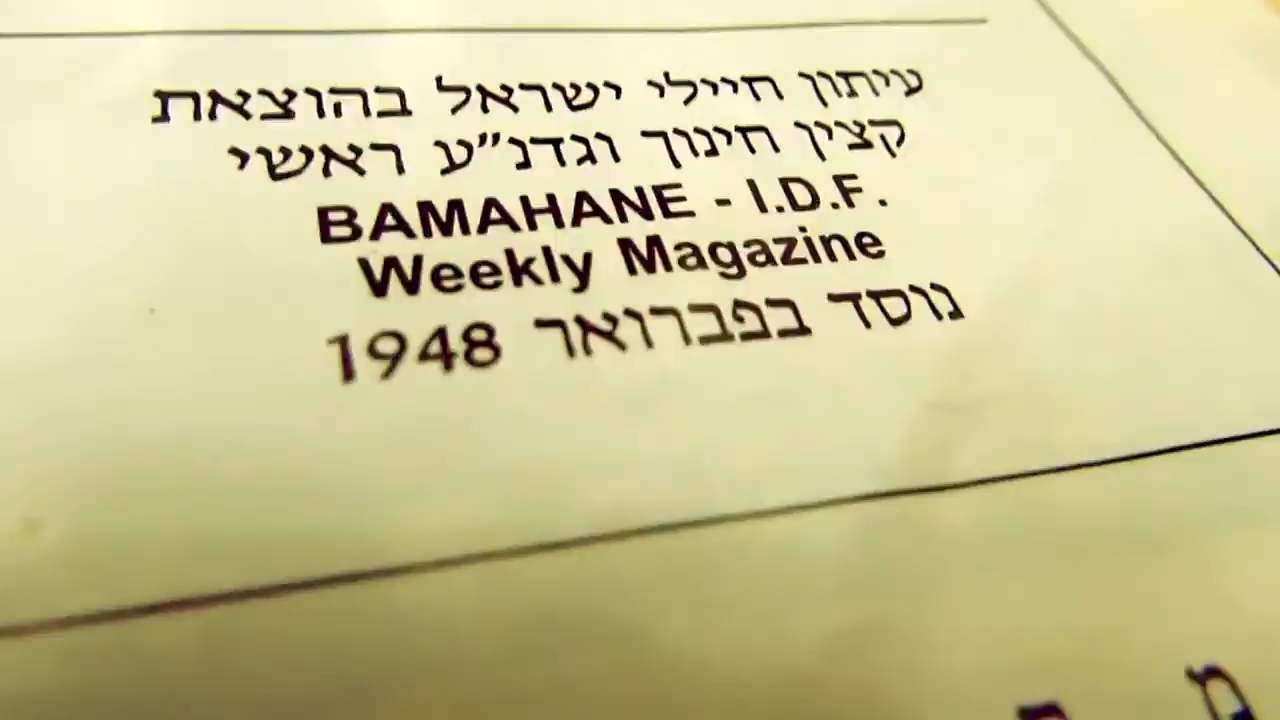 עיתון חיילי ישראל בהוצאת
קצין חינוך וגדנ"ע ראשי
BAMAHANE - I.D.F.
Weekly Magazine
נוסד בפברואר 1948